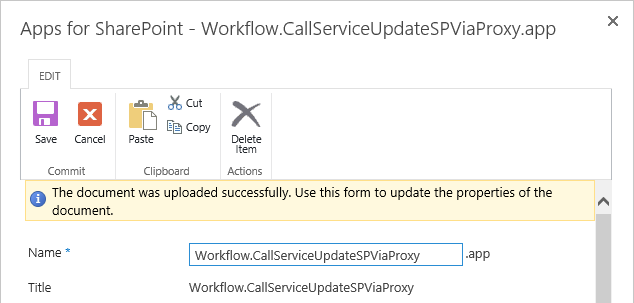 Apps for SharePoint - Workflow.CallServiceUpdateSPViaProxy.app
EDIT
Save
Cancel
Paste
Cut
Copy
Delete
Item
Commit
Clipboard
Actions
The document was uploaded successfully. Use this form to update the properties of the
document.
Name * Workflow.CallServiceUpdateSPViaProxy .app
Title Workflow.CallServiceUpdateSPViaProxy